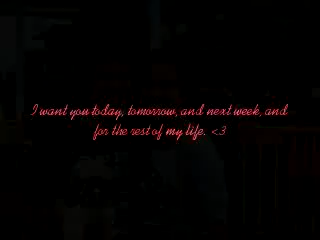 I want you today, tomorrow, and next week, and
for the rest of my life. <3